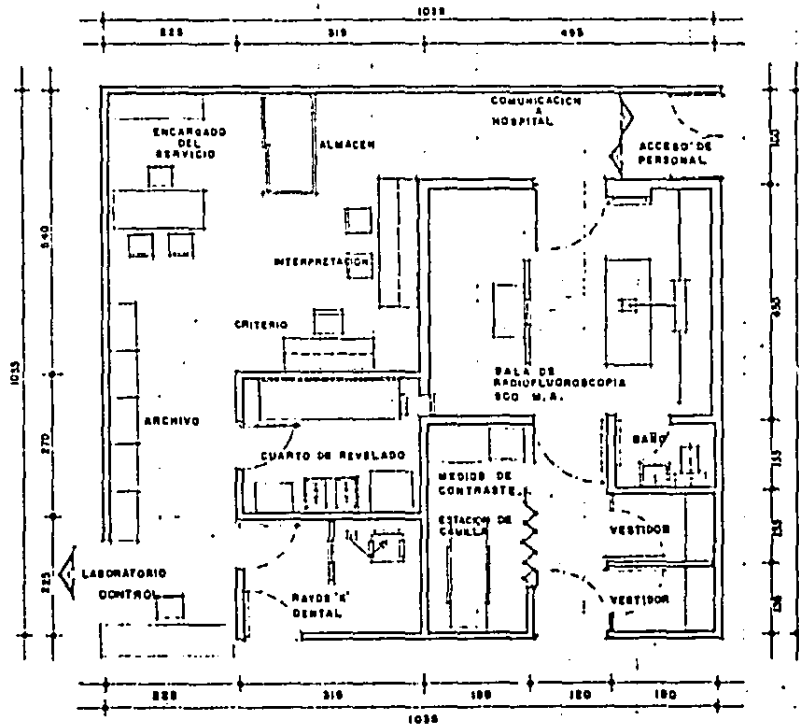 1035
225
315
495
ENCARGADO
DEL
SERVICIO
ALMACEN
COMUNICACION
A
HOSPITAL
ACCESO DE
PERSONAL
INTERPRETACION
CRITERIO
SALA DE
RADIOFLUOROSCOPIA
500 M.A.
ARCHIVO
CUARTO DE REVELADO
BAÑO
MEDIOS DE
CONTRASTE
ESTACION DE
CAMILLA
VESTIDOR
LABORATORIO
CONTROL
RAYOS "X"
DENTAL
VESTIDOR
540
270
225
1035
225
315
180
1035